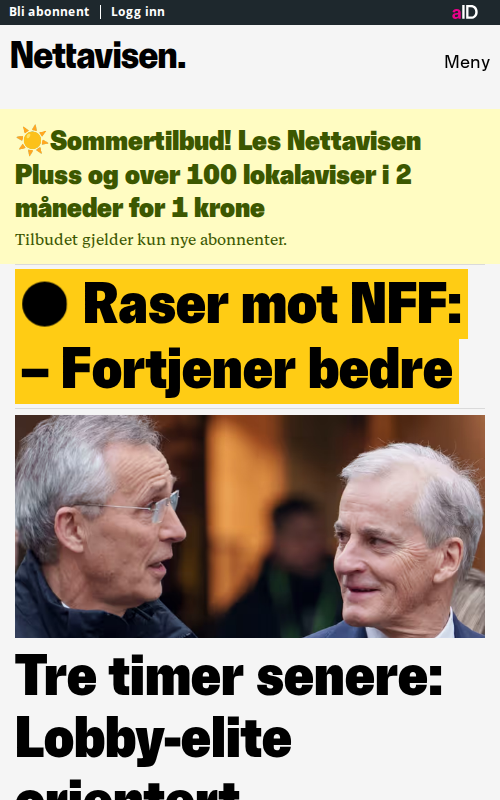 Bli abonnent Logg inn
aID
Nettavisen.
Meny
☀️Sommertilbud! Les Nettavisen
Pluss og over 100 lokalaviser i 2
måneder for 1 krone
Tilbudet gjelder kun nye abonnenter.
⚫ Raser mot NFF:
– Fortjener bedre
Tre timer senere:
Lobby-elite
orientert